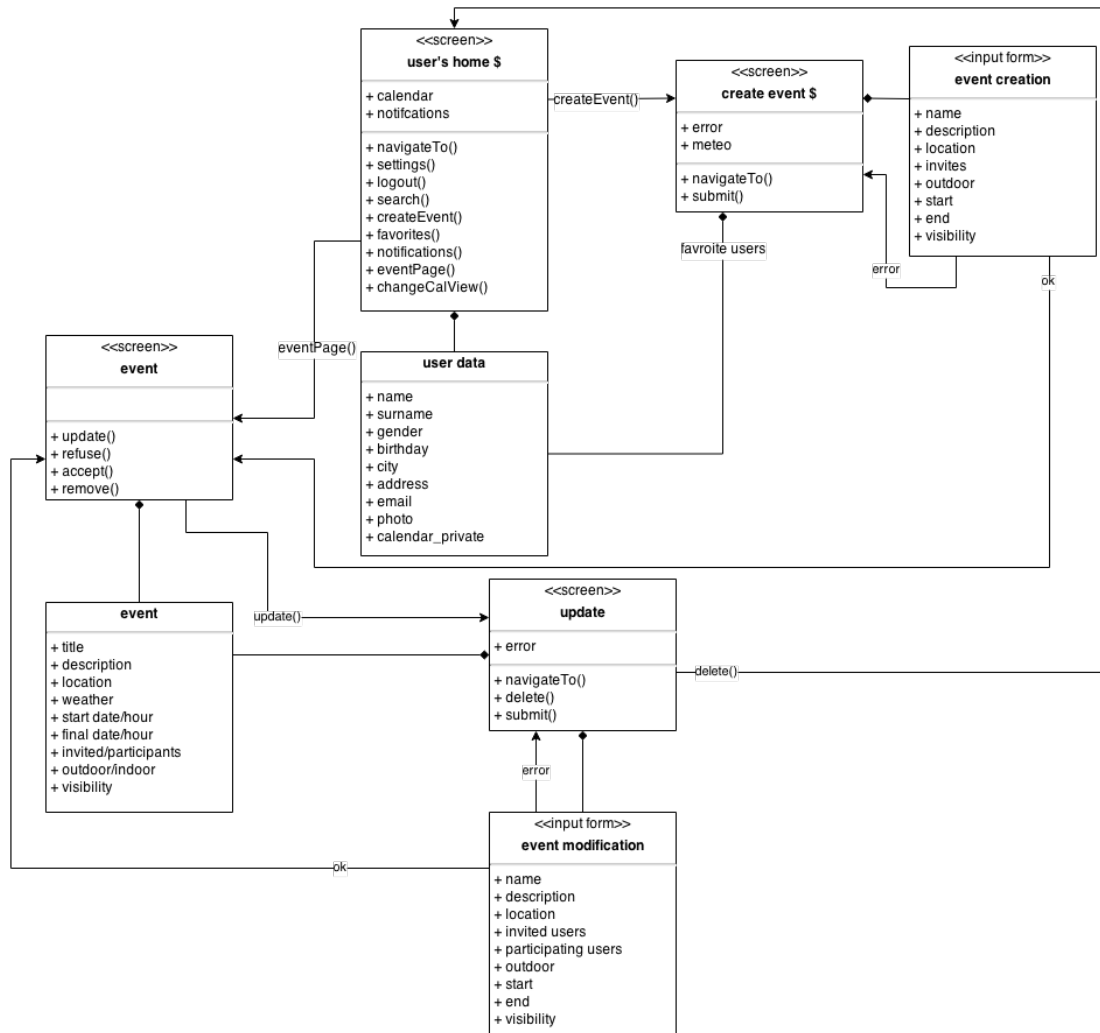 <<screen>>
user's home $
+ calendar
+ notifcations
+ navigateTo()
+ settings()
+ logout()
+ search()
+ createEvent()
+ favorites()
+ notifications()
+ eventPage()
+ changeCalView()
createEvent()
<<screen>>
create event $
+ error
+ meteo
+ navigateTo()
+ submit()
<<input form>>
event creation
+ name
+ description
+ location
+ invites
+ outdoor
+ start
+ end
+ visibility
favroite users
error
ok
eventPage()
<<screen>>
event
+ update()
+ refuse()
+ accept()
+ remove()
user data
+ name
+ surname
+ gender
+ birthday
+ city
+ address
+ email
+ photo
+ calendar_private
event
+ title
+ description
+ location
+ weather
+ start date/hour
+ final date/hour
+ invited/participants
+ outdoor/indoor
+ visibility
update()
<<screen>>
update
+ error
+ navigateTo()
+ delete()
+ submit()
delete()
error
ok
<<input form>>
event modification
+ name
+ description
+ location
+ invited users
+ participating users
+ outdoor
+ start
+ end
+ visibility